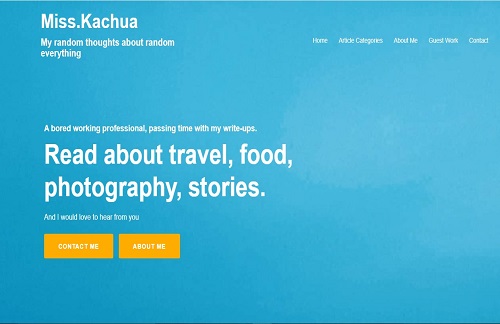 Miss.Kachua
My random thoughts about random
everything
Home Article Categories About Me Guest Work Contact
A bored working professional, passing time with my write-ups.
Read about travel, food,
photography, stories.
And I would love to hear from you
CONTACT ME ABOUT ME